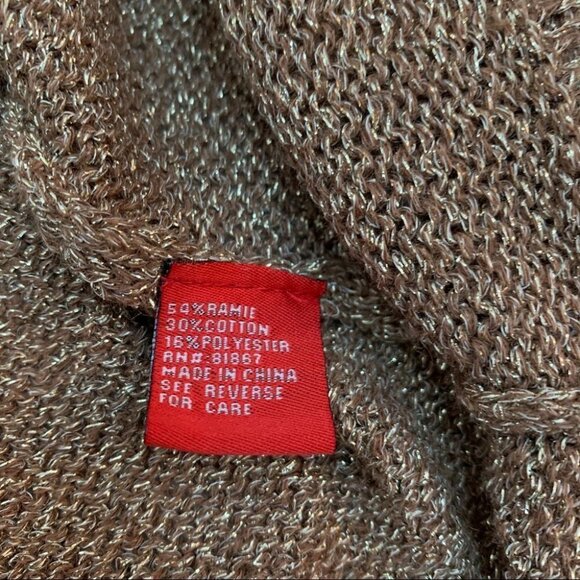 54%RAMIE
30%COTTON
16%POLYESTER
RN#:81867
MADE IN CHINA
SEE REVERSE
FOR CARE